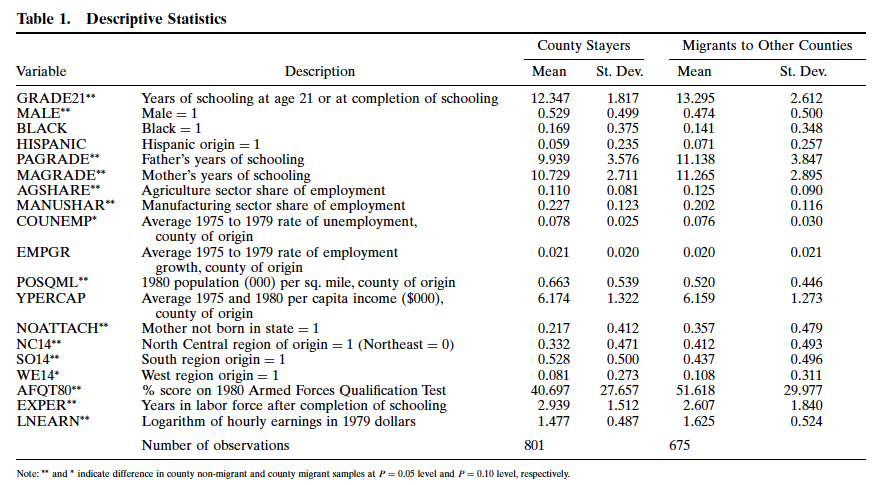 Table 1. Descriptive Statistics
County Stayers Migrants to Other Counties
Variable Description Mean St. Dev. Mean St. Dev.
GRADE21** Years of schooling at age 21 or at completion of schooling 12.347 1.817 13.295 2.612
MALE** Male = 1 0.529 0.499 0.474 0.500
BLACK Black = 1 0.169 0.375 0.141 0.348
HISPANIC Hispanic origin = 1 0.059 0.235 0.071 0.257
PAGRADE** Father's years of schooling 9.939 3.576 11.138 3.847
MAGRADE** Mother's years of schooling 10.729 2.711 11.265 2.895
AGSHARE** Agriculture sector share of employment 0.110 0.081 0.125 0.090
MANUSHAR** Manufacturing sector share of employment 0.227 0.123 0.202 0.116
COUNEMP* Average 1975 to 1979 rate of unemployment, 0.078 0.025 0.076 0.030
county of origin
EMPGR Average 1975 to 1979 rate of employment 0.021 0.020 0.020 0.021
growth, county of origin
POSQML** 1980 population (000) per sq. mile, county of origin 0.663 0.539 0.520 0.446
YPERCAP Average 1975 and 1980 per capita income ($000), 6.174 1.322 6.159 1.273
county of origin
NOATTACH** Mother not born in state = 1 0.217 0.412 0.357 0.479
NC14** North Central region of origin = 1 (Northeast = 0) 0.332 0.471 0.412 0.493
SO14** South region origin = 1 0.528 0.500 0.437 0.496
WE14* West region origin = 1 0.081 0.273 0.108 0.311
AFQT80** % score on 1980 Armed Forces Qualification Test 40.697 27.657 51.618 29.977
EXPER** Years in labor force after completion of schooling 2.939 1.512 2.607 1.840
LNEARN** Logarithm of hourly earnings in 1979 dollars 1.477 0.487 1.625 0.524
Number of observations 801 675
Note: ** and * indicate difference in county non-migrant and county migrant samples at P = 0.05 level and P = 0.10 level, respectively.